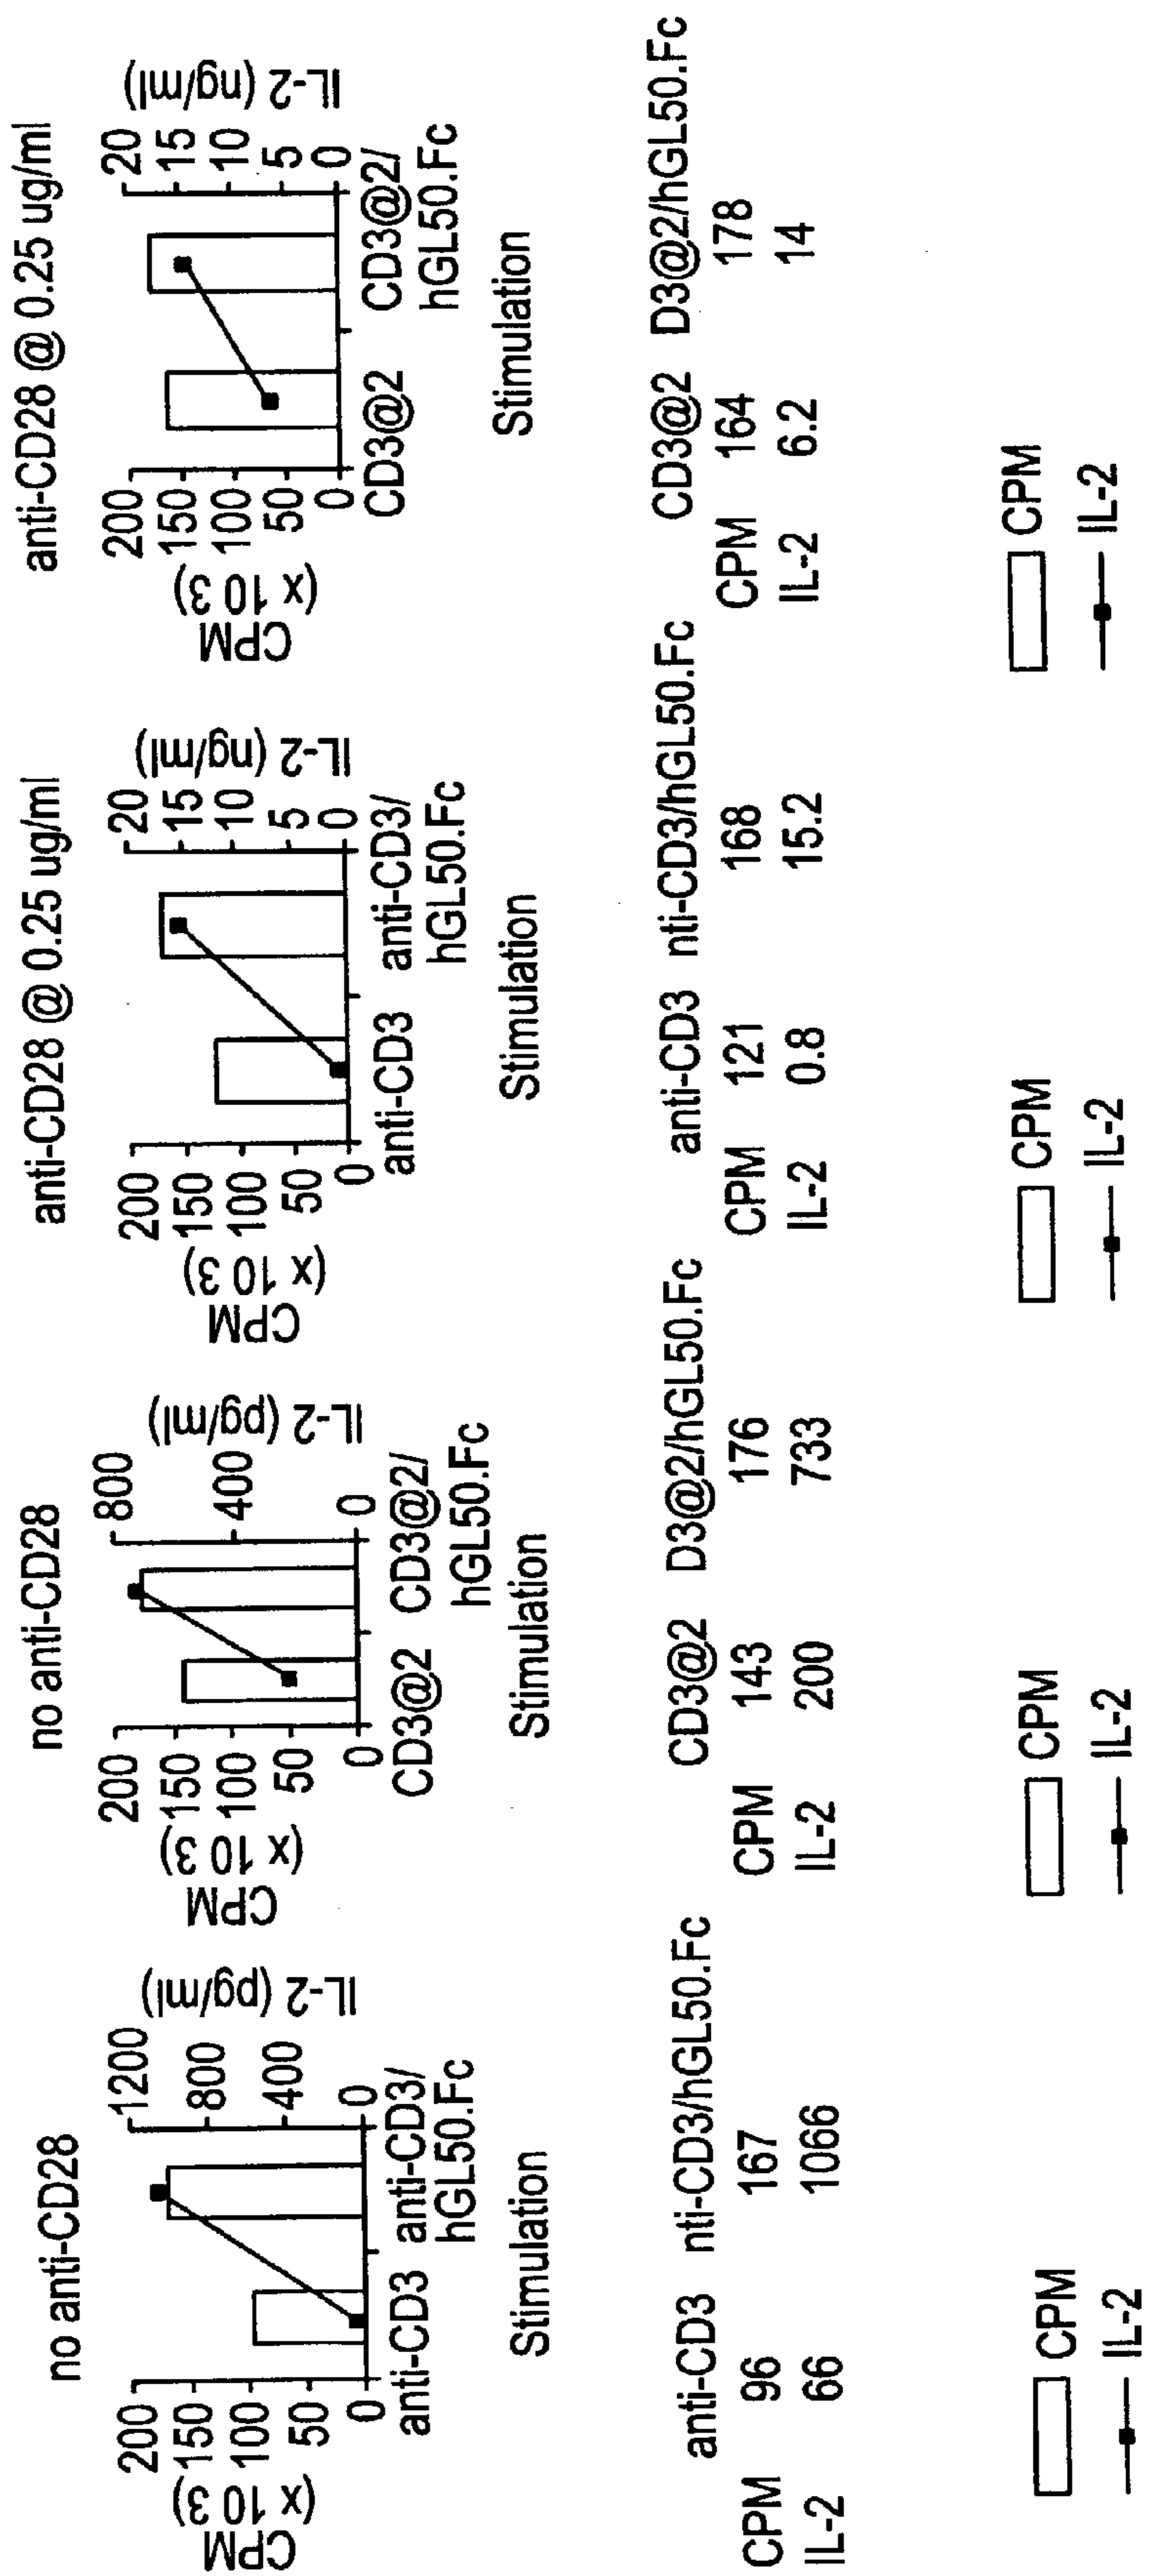 no anti-CD28
CPM
(x 10 3)
200
150
100
50
0
1200
800
400
0
IL-2 (pg/ml)
anti-CD3
anti-CD3/
hGL50.Fc
Stimulation
anti-CD3 nti-CD3/hGL50.Fc
CPM 96 167
IL-2 66 1066
CPM
IL-2
no anti-CD28
CPM
(x 10 3)
200
150
100
50
0
800
400
0
IL-2 (pg/ml)
CD3@2
CD3@2/
hGL50.Fc
Stimulation
CD3@2 D3@2/hGL50.Fc
CPM 143 176
IL-2 200 733
CPM
IL-2
anti-CD28 @ 0.25 ug/ml
CPM
(x 10 3)
200
150
100
50
0
20
15
10
5
0
IL-2 (ng/ml)
anti-CD3
anti-CD3/
hGL50.Fc
Stimulation
anti-CD3 nti-CD3/hGL50.Fc
CPM 121 168
IL-2 0.8 15.2
CPM
IL-2
anti-CD28 @ 0.25 ug/ml
CPM
(x 10 3)
200
150
100
50
0
20
15
10
5
0
IL-2 (ng/ml)
CD3@2
CD3@2/
hGL50.Fc
Stimulation
CD3@2 D3@2/hGL50.Fc
CPM 164 178
IL-2 6.2 14
CPM
IL-2